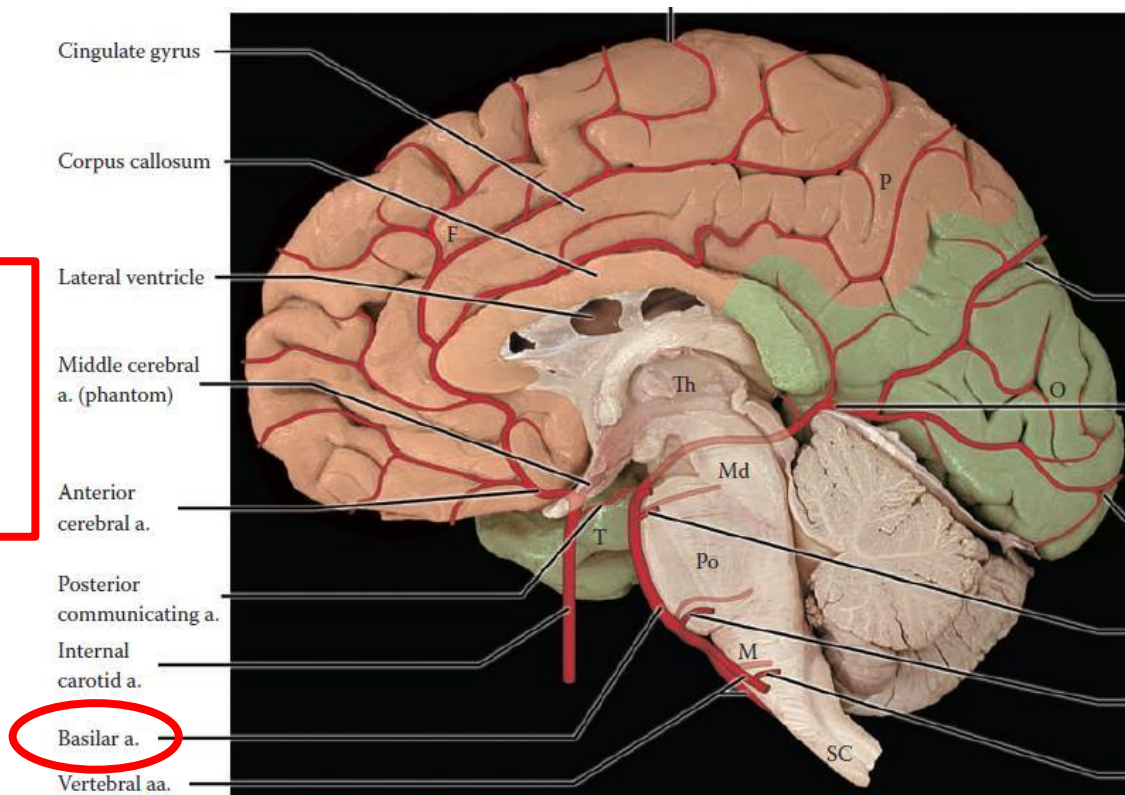 Cingulate gyrus
Corpus callosum
F
P
Lateral ventricle
Middle cerebral
a. (phantom)
Th
O
Md
Anterior
cerebral a.
T
Po
Posterior
communicating a.
Internal
carotid a.
M
Basilar a.
SC
Vertebral aa.